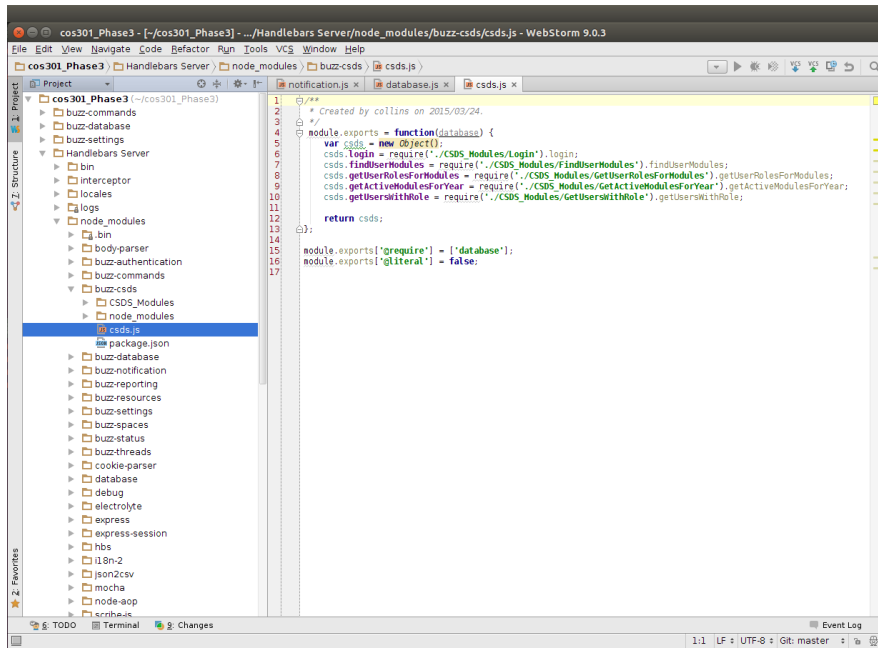 cos301_Phase3 - [~/cos301_Phase3] - .../Handlebars Server/node_modules/buzz-csds/csds.js - WebStorm 9.0.3
File Edit View Navigate Code Refactor Run Tools VCS Window Help
cos301_Phase3 Handlebars Server node_modules buzz-csds csds.js
VCS VCS
1: Project
Z: Structure
2: Favorites
Project
cos301_Phase3 (~/cos301_Phase3)
buzz-commands
buzz-database
buzz-settings
Handlebars Server
bin
interceptor
locales
logs
node_modules
.bin
body-parser
buzz-authentication
buzz-commands
buzz-csds
CSDS_Modules
node_modules
csds.js
package.json
buzz-database
buzz-notification
buzz-reporting
buzz-resources
buzz-settings
buzz-spaces
buzz-status
buzz-threads
cookie-parser
database
debug
electrolyte
express
express-session
hbs
i18n-2
json2csv
mocha
node-aop
scribe-js
notification.js × database.js × csds.js ×
1 /**
2 * Created by collins on 2015/03/24.
3 */
4 module.exports = function(database) {
5 var csds = new Object();
6 csds.login = require('./CSDS_Modules/Login').login;
7 csds.findUserModules = require('./CSDS_Modules/FindUserModules').findUserModules;
8 csds.getUserRolesForModules = require('./CSDS_Modules/GetUserRolesForModules').getUserRolesForModules;
9 csds.getActiveModulesForYear = require('./CSDS_Modules/GetActiveModulesForYear').getActiveModulesForYear;
10 csds.getUsersWithRole = require('./CSDS_Modules/GetUsersWithRole').getUsersWithRole;
11
12 return csds;
13 };
14
15 module.exports['@require'] = ['database'];
16 module.exports['@literal'] = false;
17
6: TODO Terminal 9: Changes Event Log
1:1 LF UTF-8 Git: master